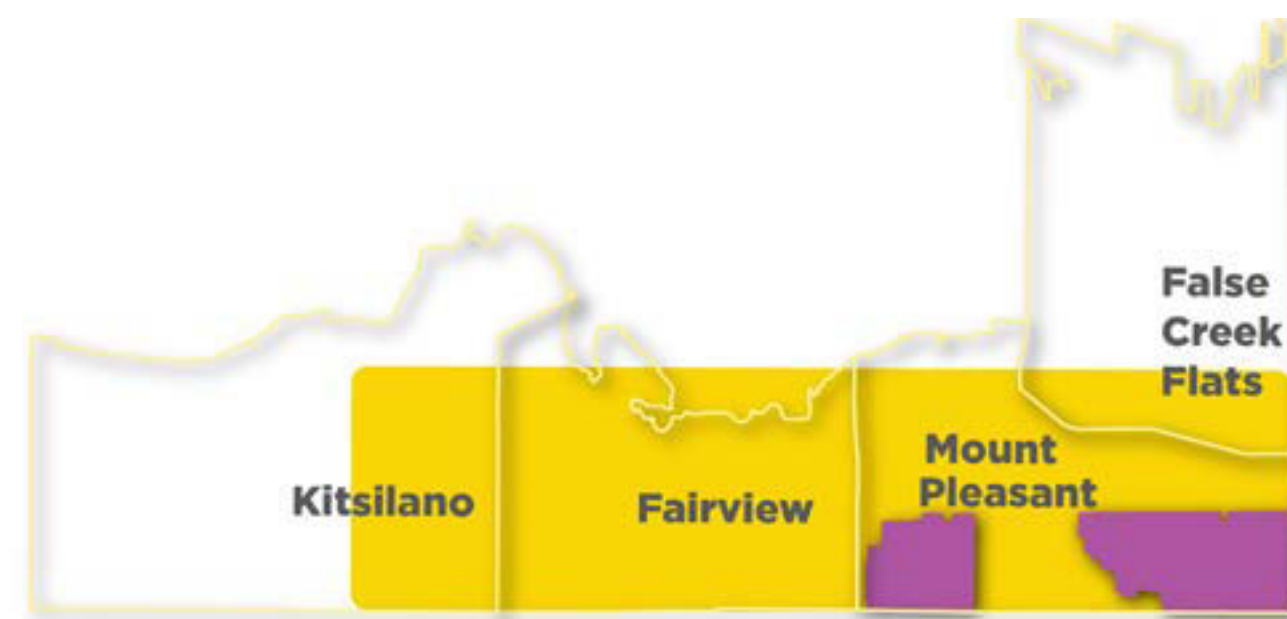 False
Creek
Flats
Mount
Pleasant
Kitsilano
Fairview